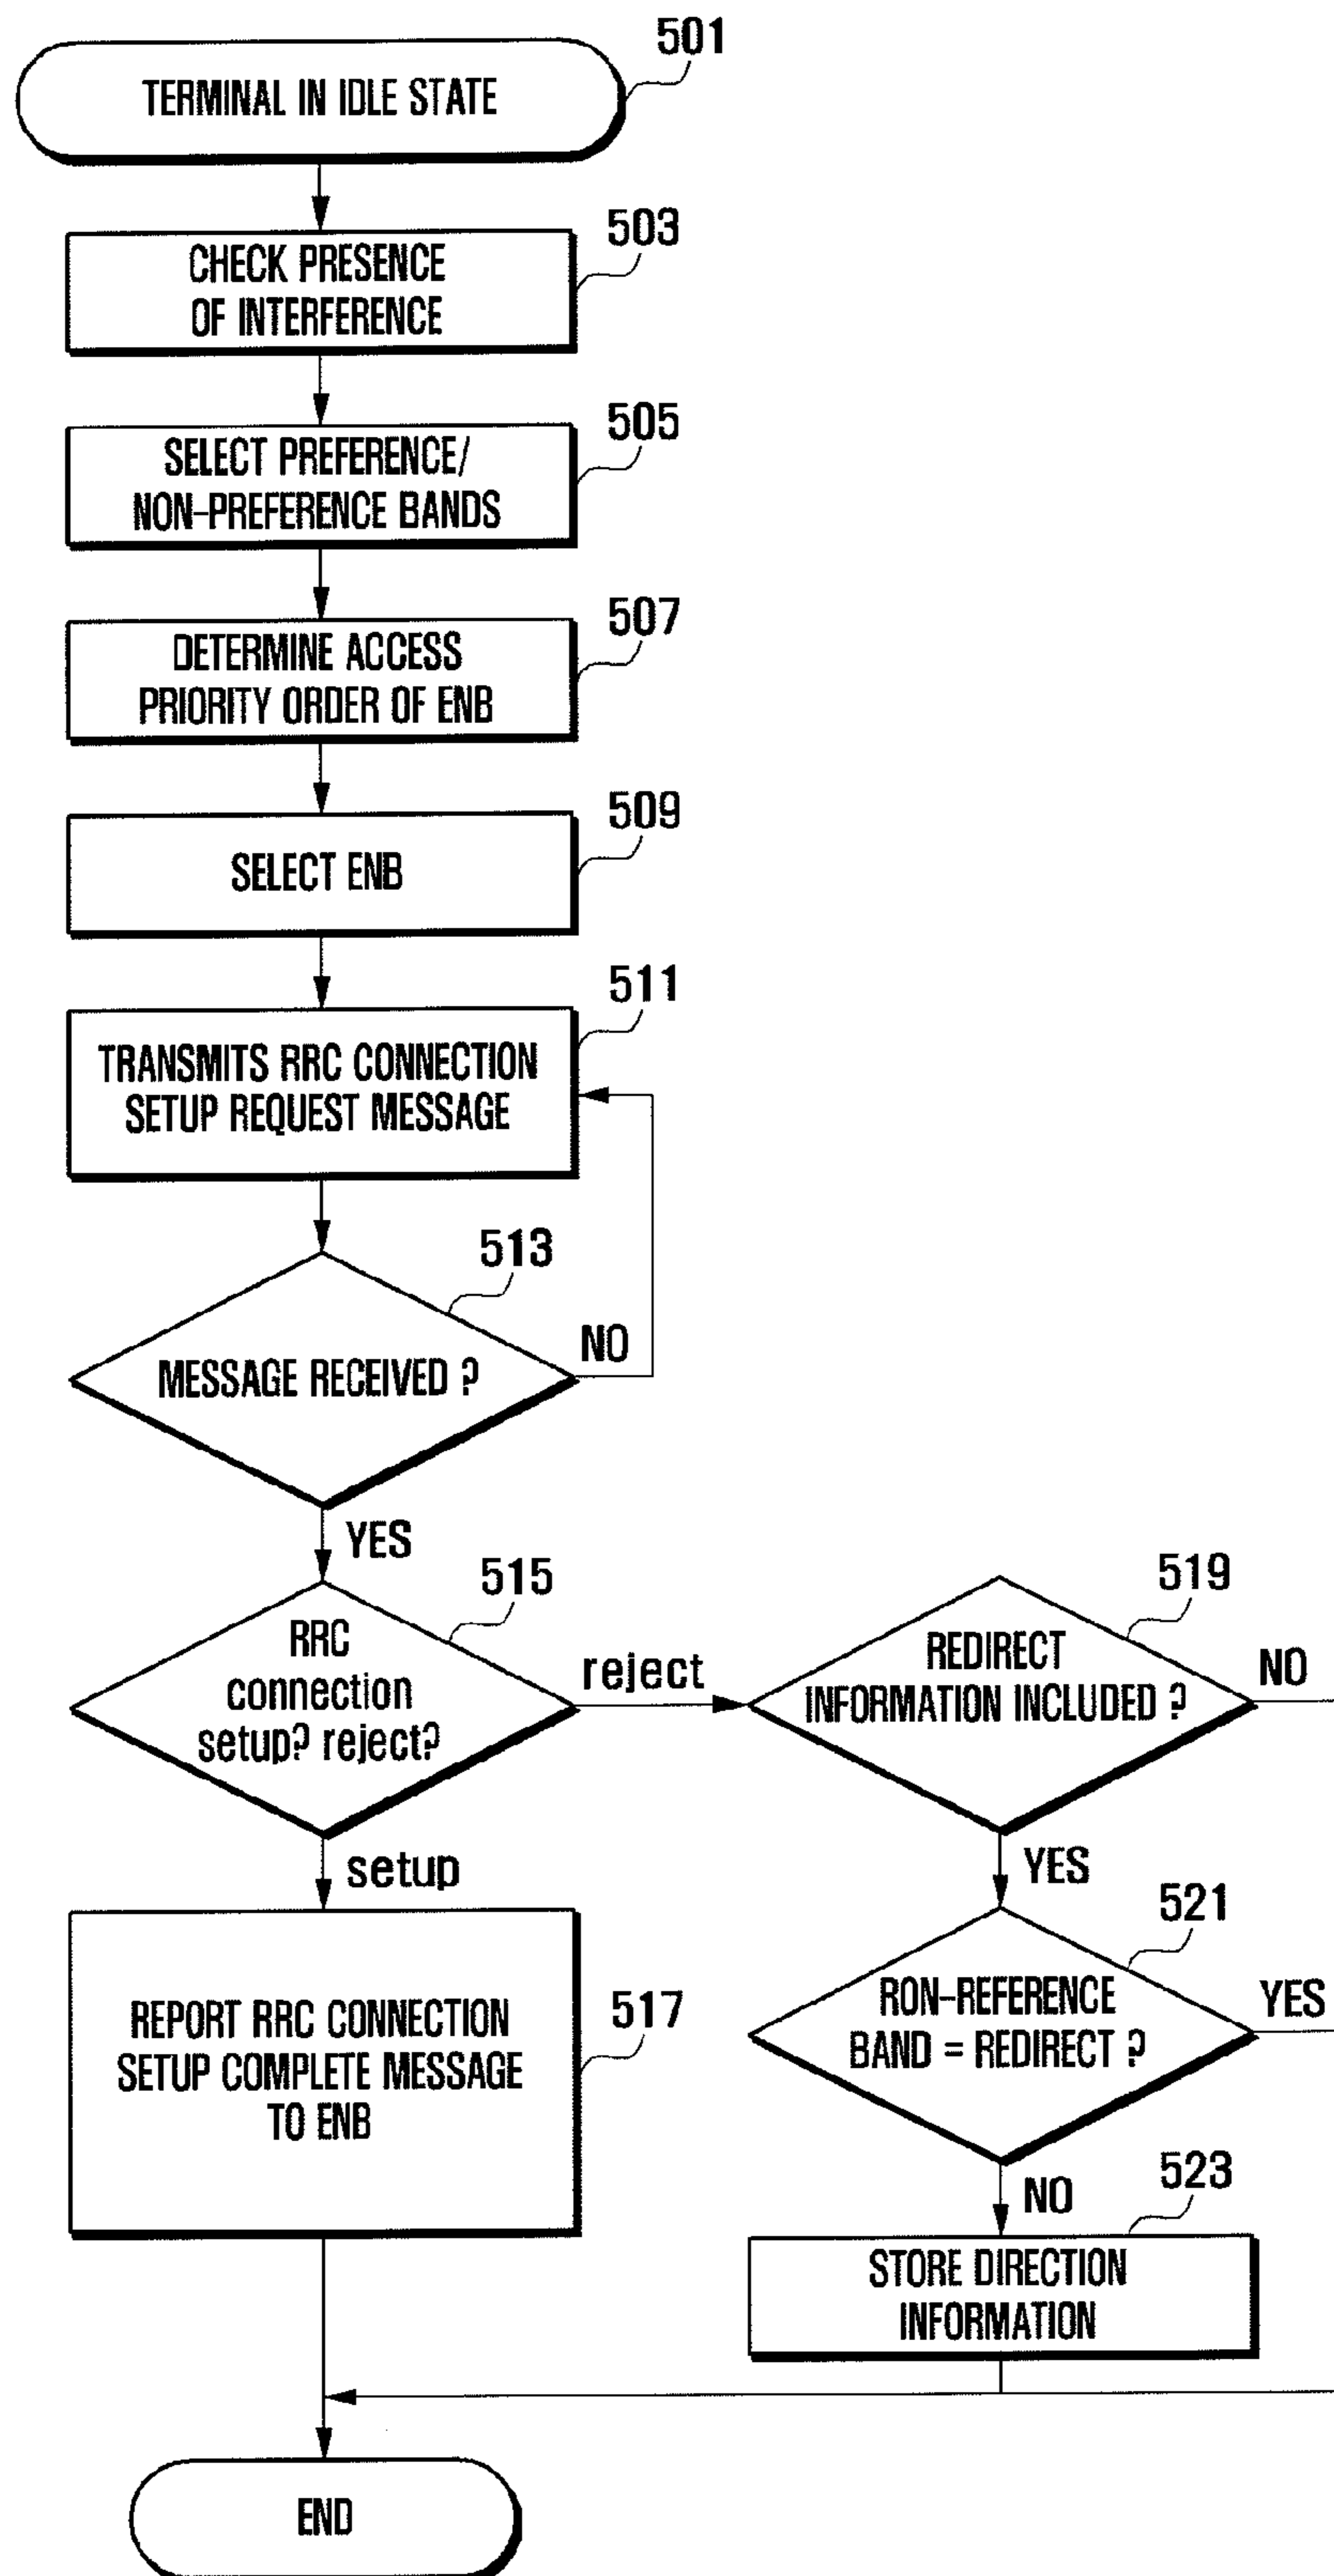 501
TERMINAL IN IDLE STATE
503
CHECK PRESENCE
OF INTERFERENCE
505
SELECT PREFERENCE/
NON-PREFERENCE BANDS
507
DETERMINE ACCESS
PRIORITY ORDER OF ENB
509
SELECT ENB
511
TRANSMITS RRC CONNECTION
SETUP REQUEST MESSAGE
513
MESSAGE RECEIVED ?
NO
YES
515
RRC
connection
setup? reject?
reject
setup
519
REDIRECT
INFORMATION INCLUDED ?
NO
YES
521
RON-REFERENCE
BAND = REDIRECT ?
YES
NO
517
REPORT RRC CONNECTION
SETUP COMPLETE MESSAGE
TO ENB
523
STORE DIRECTION
INFORMATION
END